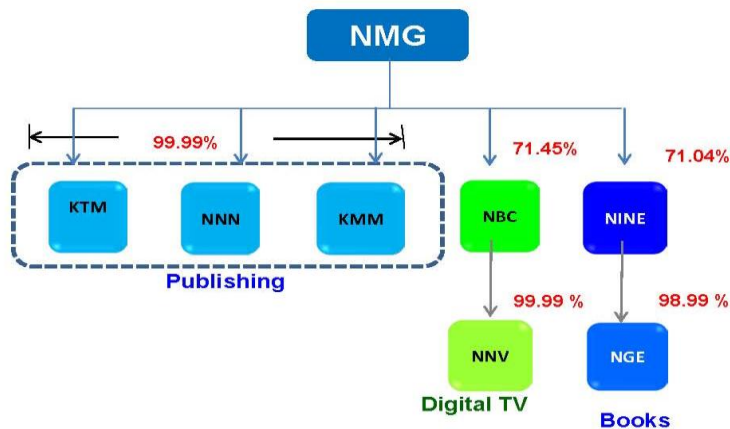 NMG
99.99%
71.45%
71.04%
KTM
NNN
KMM
NBC
NINE
Publishing
99.99 %
98.99 %
NNV
NGE
Digital TV
Books